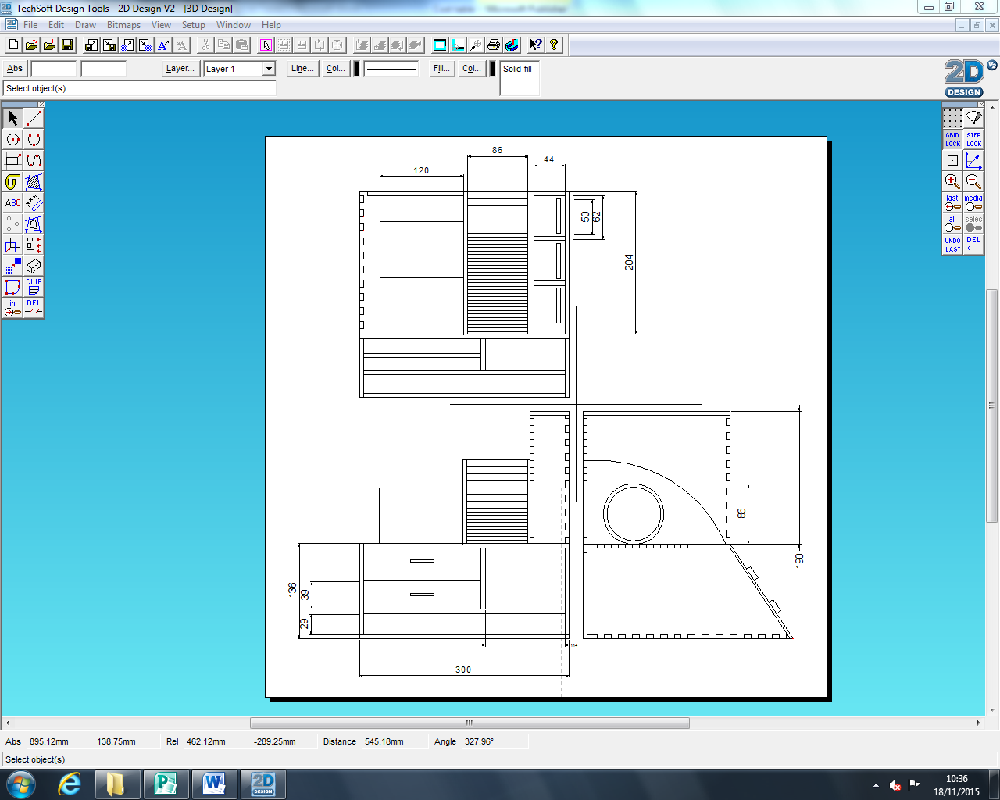 TechSoft Design Tools - 2D Design V2 - [3D Design]
File Edit Draw Bitmaps View Setup Window Help
Abs Layer... Layer 1 Line... Col... Fill... Col... Solid fill
Select object(s)
2D V2
DESIGN
ABC
CLIP
in DEL
GRID LOCK STEP LOCK
last media
all selec
UNDO LAST DEL
86
44
120
50
62
204
86
190
136
39
29
114
300
Abs 895.12mm 138.75mm Rel 462.12mm -289.25mm Distance 545.18mm Angle 327.96°
Select object(s)
2D DESIGN
10:36
18/11/2015